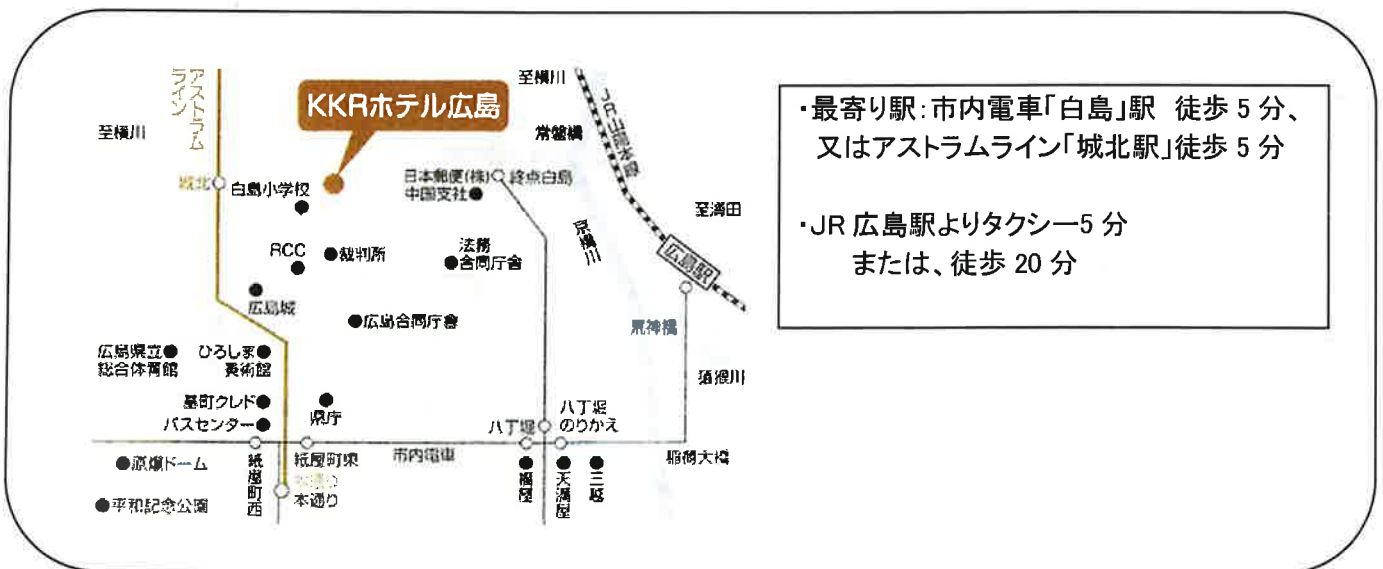 アストラム
ライン
至横川
KKRホテル広島
至横川
常盤橋
JR山陽本線
城北
白島小学校
日本郵便(株)
中国支社
終点白島
至海田
京橋川
RCC
裁判所
法務
合同庁舎
広島駅
広島城
広島合同庁舎
荒神橋
広島県立
総合体育館
ひろしま
美術館
猿猴川
基町クレド
バスセンター
県庁
八丁堀
八丁堀
のりかえ
原爆ドーム
紙屋町西
紙屋町東
市内電車
稲荷大橋
本通り
本通り
平和記念公園
福屋
天満屋
三越
・最寄り駅:市内電車「白島」駅 徒歩 5 分、
又はアストラムライン「城北駅」徒歩 5 分
・JR 広島駅よりタクシー5 分
または、徒歩 20 分